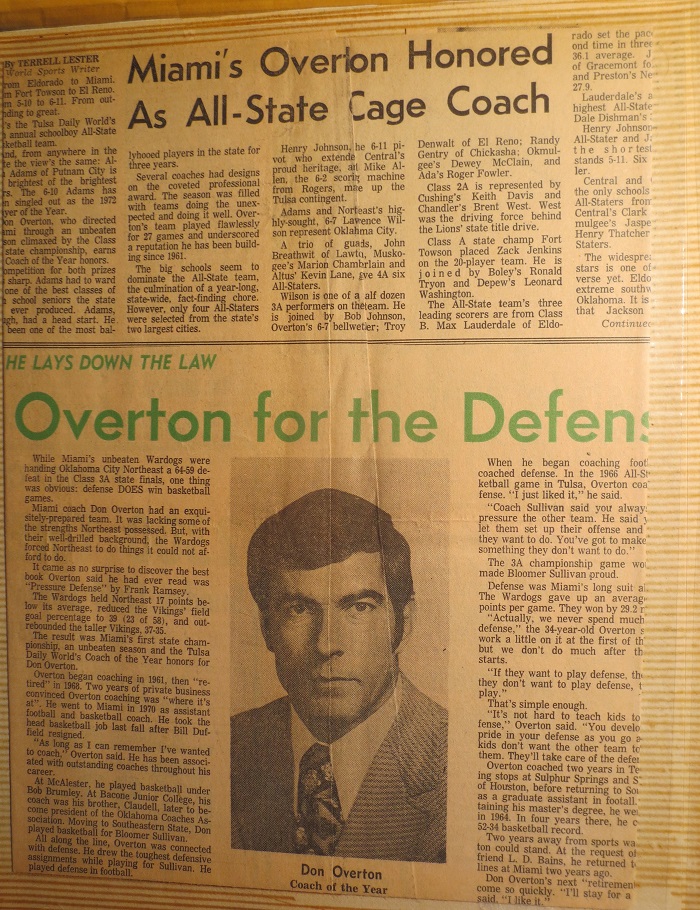 By TERRELL LESTER
World Sports Writer
rom Eldorado to Miami.
m Fort Towson to El Reno.
m 5-10 to 6-11. From out-
nding to great.
's the Tulsa Daily World's
annual schoolboy All-State
ketball team.
nd, from anywhere in the
te the view's the same: Al-
Adams of Putnam City is
brightest of the brightest
rs. The 6-10 Adams has
singled out as the 1972
er of the Year.
on Overton, who directed
mi through an unbeaten
son climaxed by the Class
state championship, earns
Coach of the Year honors.
ompetition for both prizes
sharp. Adams had to ward
one of the best classes of
school seniors the state
ever produced. Adams,
gh, had a head start. He
been one of the most bal-
Miami's Overton Honored
As All-State Cage Coach
lyhooed players in the state for
three years.
Several coaches had designs
on the coveted professional
award. The season was filled
with teams doing the unex-
pected and doing it well. Over-
ton's team played flawlessly
for 27 games and underscored
a reputation he has been build-
ing since 1961.
The big schools seem to
dominate the All-State team,
the culmination of a year-long,
state-wide, fact-finding chore.
However, only four All-Staters
were selected from the state's
two largest cities.
Henry Johnson, he 6-11 pi-
vot who extende Central's
proud heritage, an Mike Al-
len, the 6-2 scorig machine
from Rogers, mae up the
Tulsa contingent.
Adams and Northeast's hig-
hly-sought, 6-7 Lawence Wil-
son represent Oklahoma City.
A trio of guads, John
Breathwit of Lawtu, Musko-
gee's Marion Chambrlain and
Altus' Kevin Lane, ive 4A six
All-Staters.
Wilson is one of a alf dozen
3A performers on the team. He
is joined by Bob Johnson,
Overton's 6-7 bellwetier; Troy
Denwalt of El Reno; Randy
Gentry of Chickasha; Okmul-
gee's Dewey McClain, and
Ada's Roger Fowler.
Class 2A is represented by
Cushing's Keith Davis and
Chandler's Brent West. West
was the driving force behind
the Lions' state title drive.
Class A state champ Fort
Towson placed Zack Jenkins
on the 20-player team. He is
joined by Boley's Ronald
Tryon and Depew's Leonard
Washington.
The All-State team's three
leading scorers are from Class
B. Max Lauderdale of Eldo-
rado set the pac
ond time in three
36.1 average. J
of Gracemont fo
and Preston's Ne
27.9.
Lauderdale's a
highest All-State
Dale Dishman's
Henry Johnson
All-Stater and J
the shortest
stands 5-11. Six
ler.
Central and
the only schools
All-Staters from
Central's Clark
mulgee's Jaspe
Henry Thatcher
Staters.
The widespre
stars is one of
verse yet. Eldo
extreme southw
Oklahoma. It is
that Jackson
Continued
HE LAYS DOWN THE LAW
Overton for the Defens
While Miami's unbeaten Wardogs were
handing Oklahoma City Northeast a 64-59 de-
feat in the Class 3A state finals, one thing
was obvious: defense DOES win basketball
games.
Miami coach Don Overton had an exqui-
sitely-prepared team. It was lacking some of
the strengths Northeast possessed. But, with
their well-drilled background, the Wardogs
forced Northeast to do things it could not af-
ford to do.
It came as no surprise to discover the best
book Overton said he had ever read was
"Pressure Defense" by Frank Ramsey.
The Wardogs held Northeast 17 points be-
low its average, reduced the Vikings' field
goal percentage to 39 (23 of 58), and out-
rebounded the taller Vikings, 37-35.
The result was Miami's first state cham-
pionship, an unbeaten season and the Tulsa
Daily World's Coach of the Year honors for
Don Overton.
Overton began coaching in 1961, then "re-
tired" in 1968. Two years of private business
convinced Overton coaching was "where it's
at". He went to Miami in 1970 as assistant
football and basketball coach. He took the
head basketball job last fall after Bill Duf-
field resigned.
"As long as I can remember I've wanted
to coach," Overton said. He has been associ-
ated with outstanding coaches throughout his
career.
At McAlester, he played basketball under
Bob Brumley. At Bacone Junior College, his
coach was his brother, Claudell, later to be-
come president of the Oklahoma Coaches As-
sociation. Moving to Southeastern State, Don
played basketball for Bloomer Sullivan.
All along the line, Overton was connected
with defense. He drew the toughest defensive
assignments while playing for Sullivan. He
played defense in football.
Don Overton
Coach of the Year
When he began coaching foot
coached defense. In the 1966 All-St
ketball game in Tulsa, Overton coa
fense. "I just liked it," he said.
"Coach Sullivan said you always
pressure the other team. He said y
let them set up their offense and
they want to do. You've got to make
something they don't want to do."
The 3A championship game wo
made Bloomer Sullivan proud.
Defense was Miami's long suit al
The Wardogs gave up an averag
points per game. They won by 29.2 r
"Actually, we never spend much
defense," the 34-year-old Overton s
work a little on it at the first of th
but we don't do much after th
starts.
"If they want to play defense, the
they don't want to play defense, t
play."
That's simple enough.
"It's not hard to teach kids to
fense," Overton said. "You develo
pride in your defense as you go a
kids don't want the other team to
them. They'll take care of the defen
Overton coached two years in Te
ing stops at Sulphur Springs and S
of Houston, before returning to Sou
as a graduate assistant in football.
taining his master's degree, he we
in 1964. In four years there, he c
52-34 basketball record.
Two years away from sports wa
ton could stand. At the request of
friend L. D. Bains, he returned t
lines at Miami two years ago.
Don Overton's next "retirement
come so quickly. "I'll stay for a
said. "I like it."